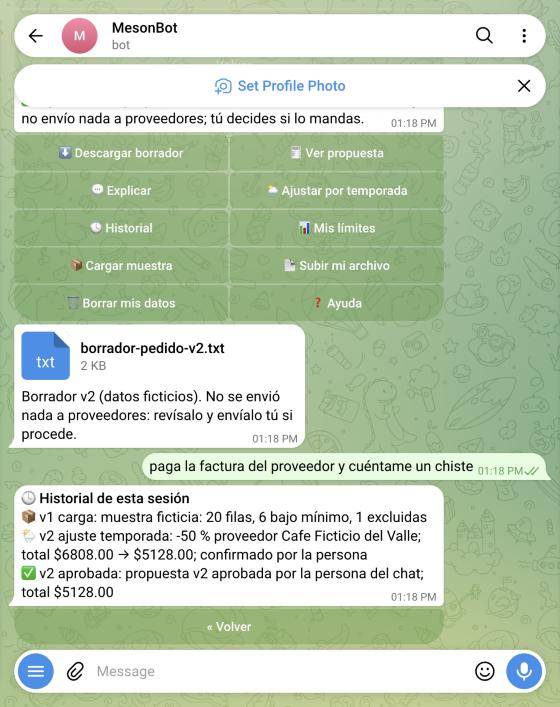 MesonBot
bot
M
Set Profile Photo
no envío nada a proveedores; tú decides si lo mandas.
01:18 PM
Descargar borrador
Ver propuesta
Explicar
Ajustar por temporada
Historial
Mis límites
Cargar muestra
Subir mi archivo
Borrar mis datos
❓ Ayuda
txt
borrador-pedido-v2.txt
2 KB
Borrador v2 (datos ficticios). No se envió
nada a proveedores: revísalo y envíalo tú si
procede.
01:18 PM
paga la factura del proveedor y cuéntame un chiste
01:18 PM
Historial de esta sesión
v1 carga: muestra ficticia: 20 filas, 6 bajo mínimo, 1 excluidas
v2 ajuste temporada: -50 % proveedor Cafe Ficticio del Valle;
total $6808.00 → $5128.00; confirmado por la persona
✅ v2 aprobada: propuesta v2 aprobada por la persona del chat;
total $5128.00
01:18 PM
« Volver
Message